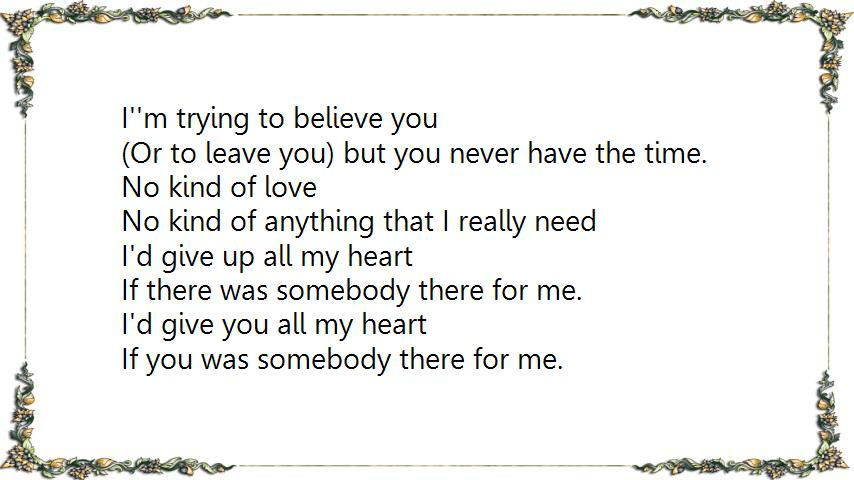 I''m trying to believe you
(Or to leave you) but you never have the time.
No kind of love
No kind of anything that I really need
I'd give up all my heart
If there was somebody there for me.
I'd give you all my heart
If you was somebody there for me.